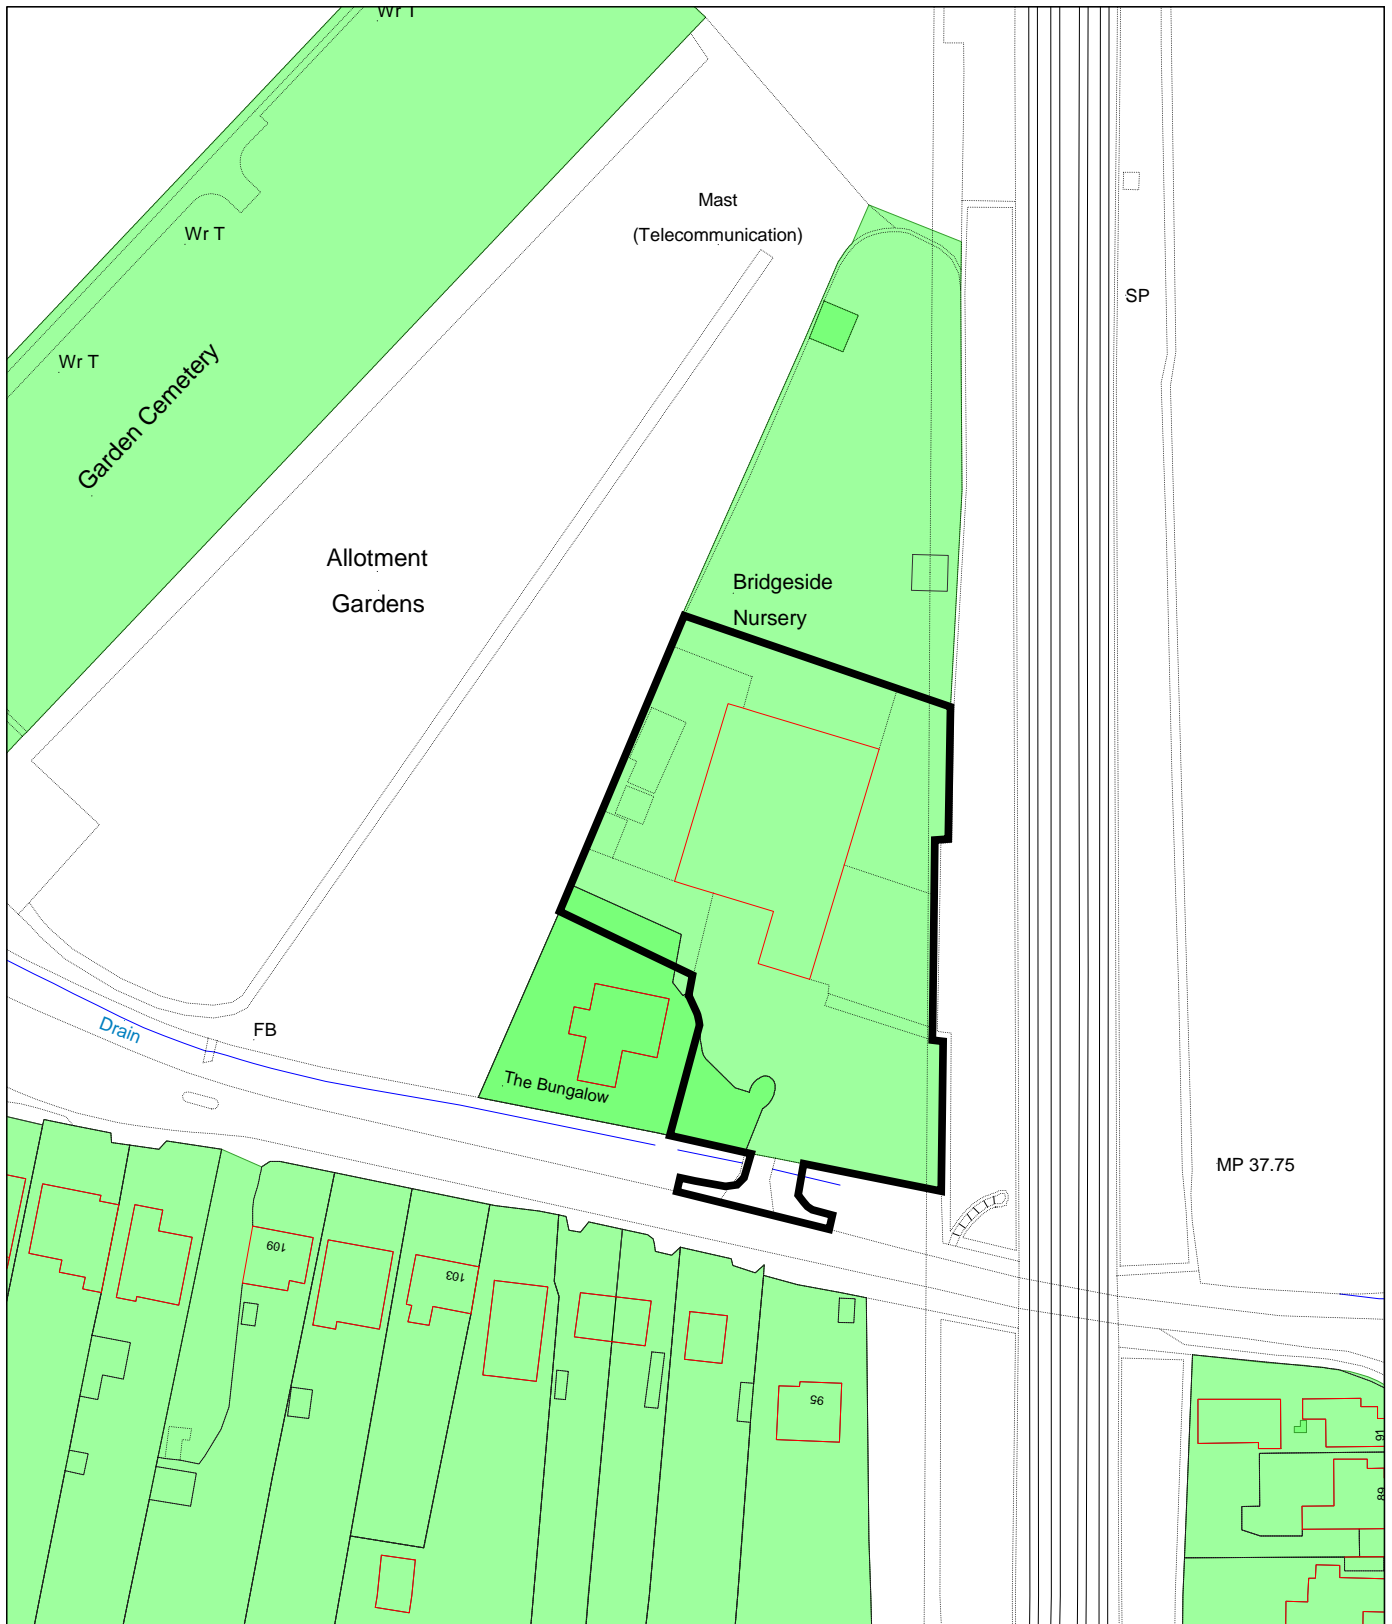 Wr T
Mast
(Telecommunication)
Wr T
SP
Wr T
Garden Cemetery
Allotment
Gardens
Bridgeside
Nursery
Drain
FB
The Bungalow
MP 37.75
109
103
95
91
89